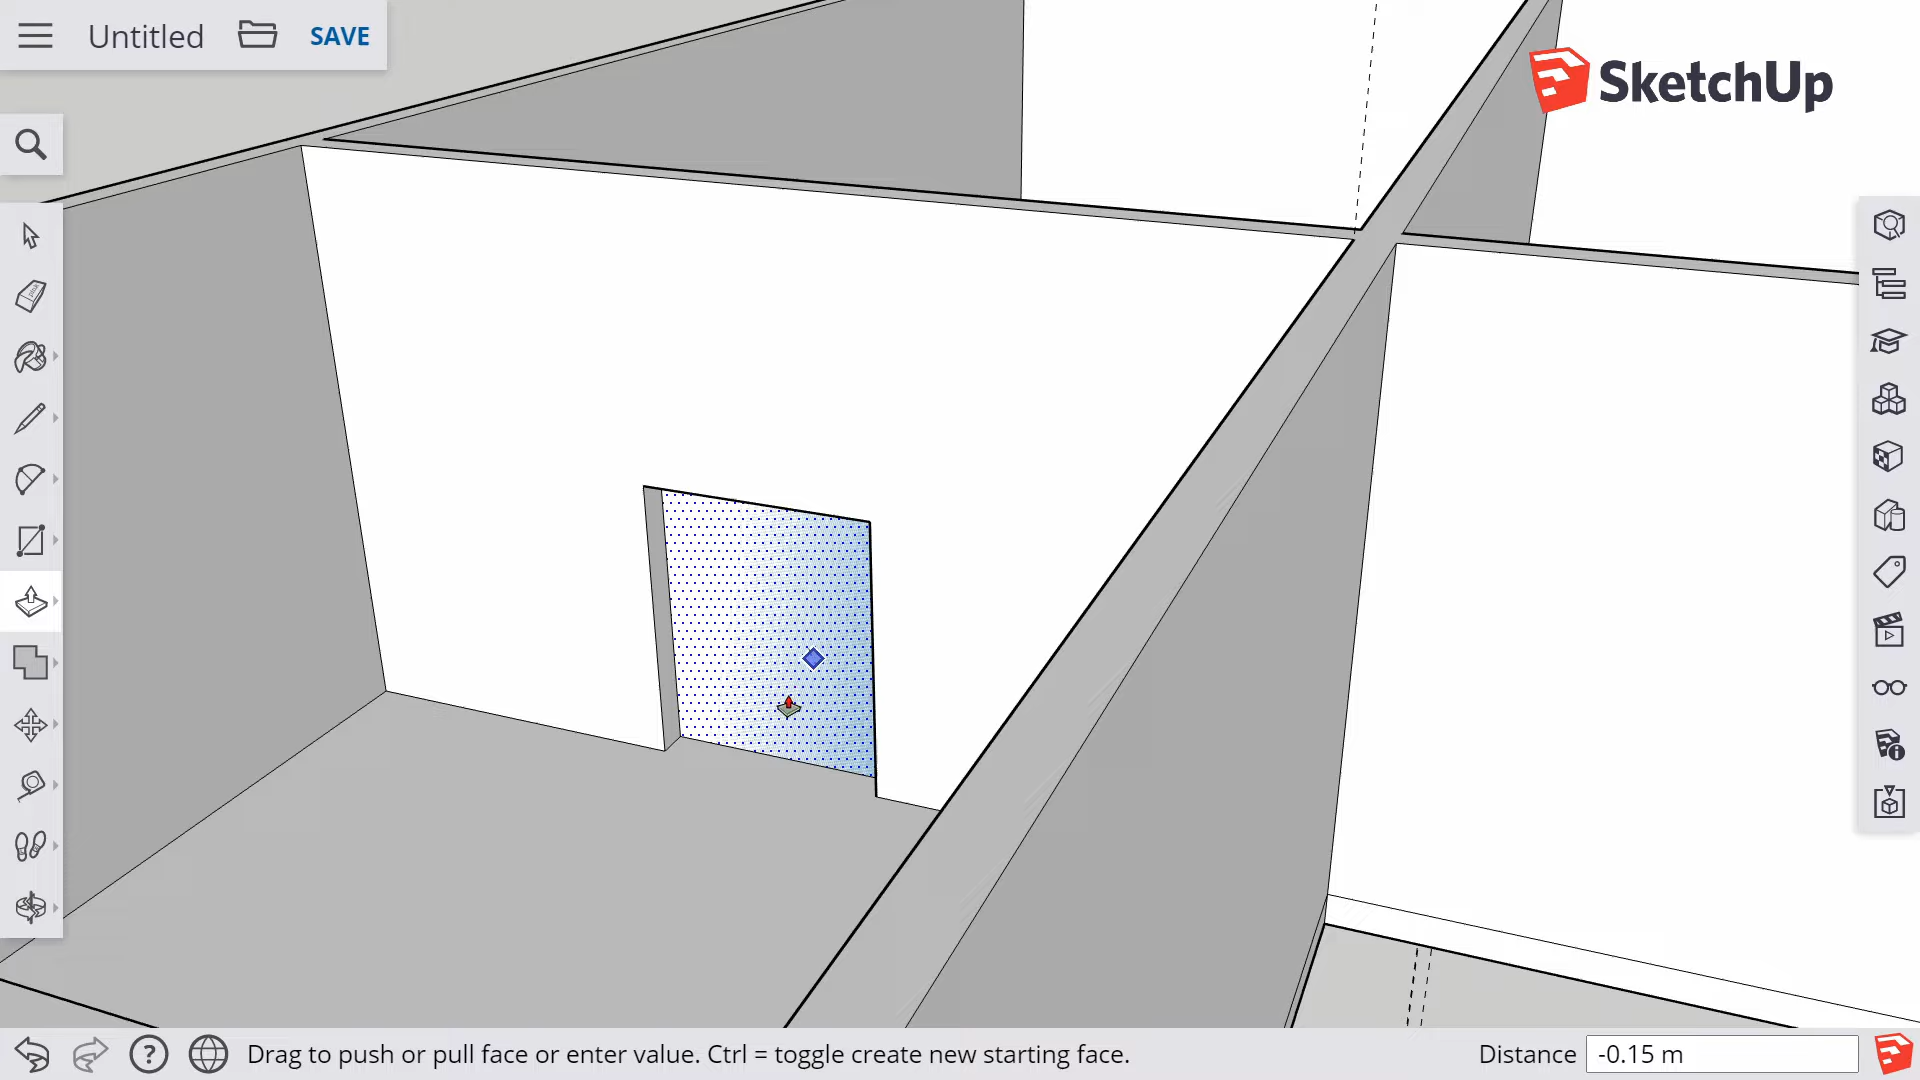 Untitled
SAVE
SketchUp
Drag to push or pull face or enter value. Ctrl = toggle create new starting face.
Distance
-0.15 m